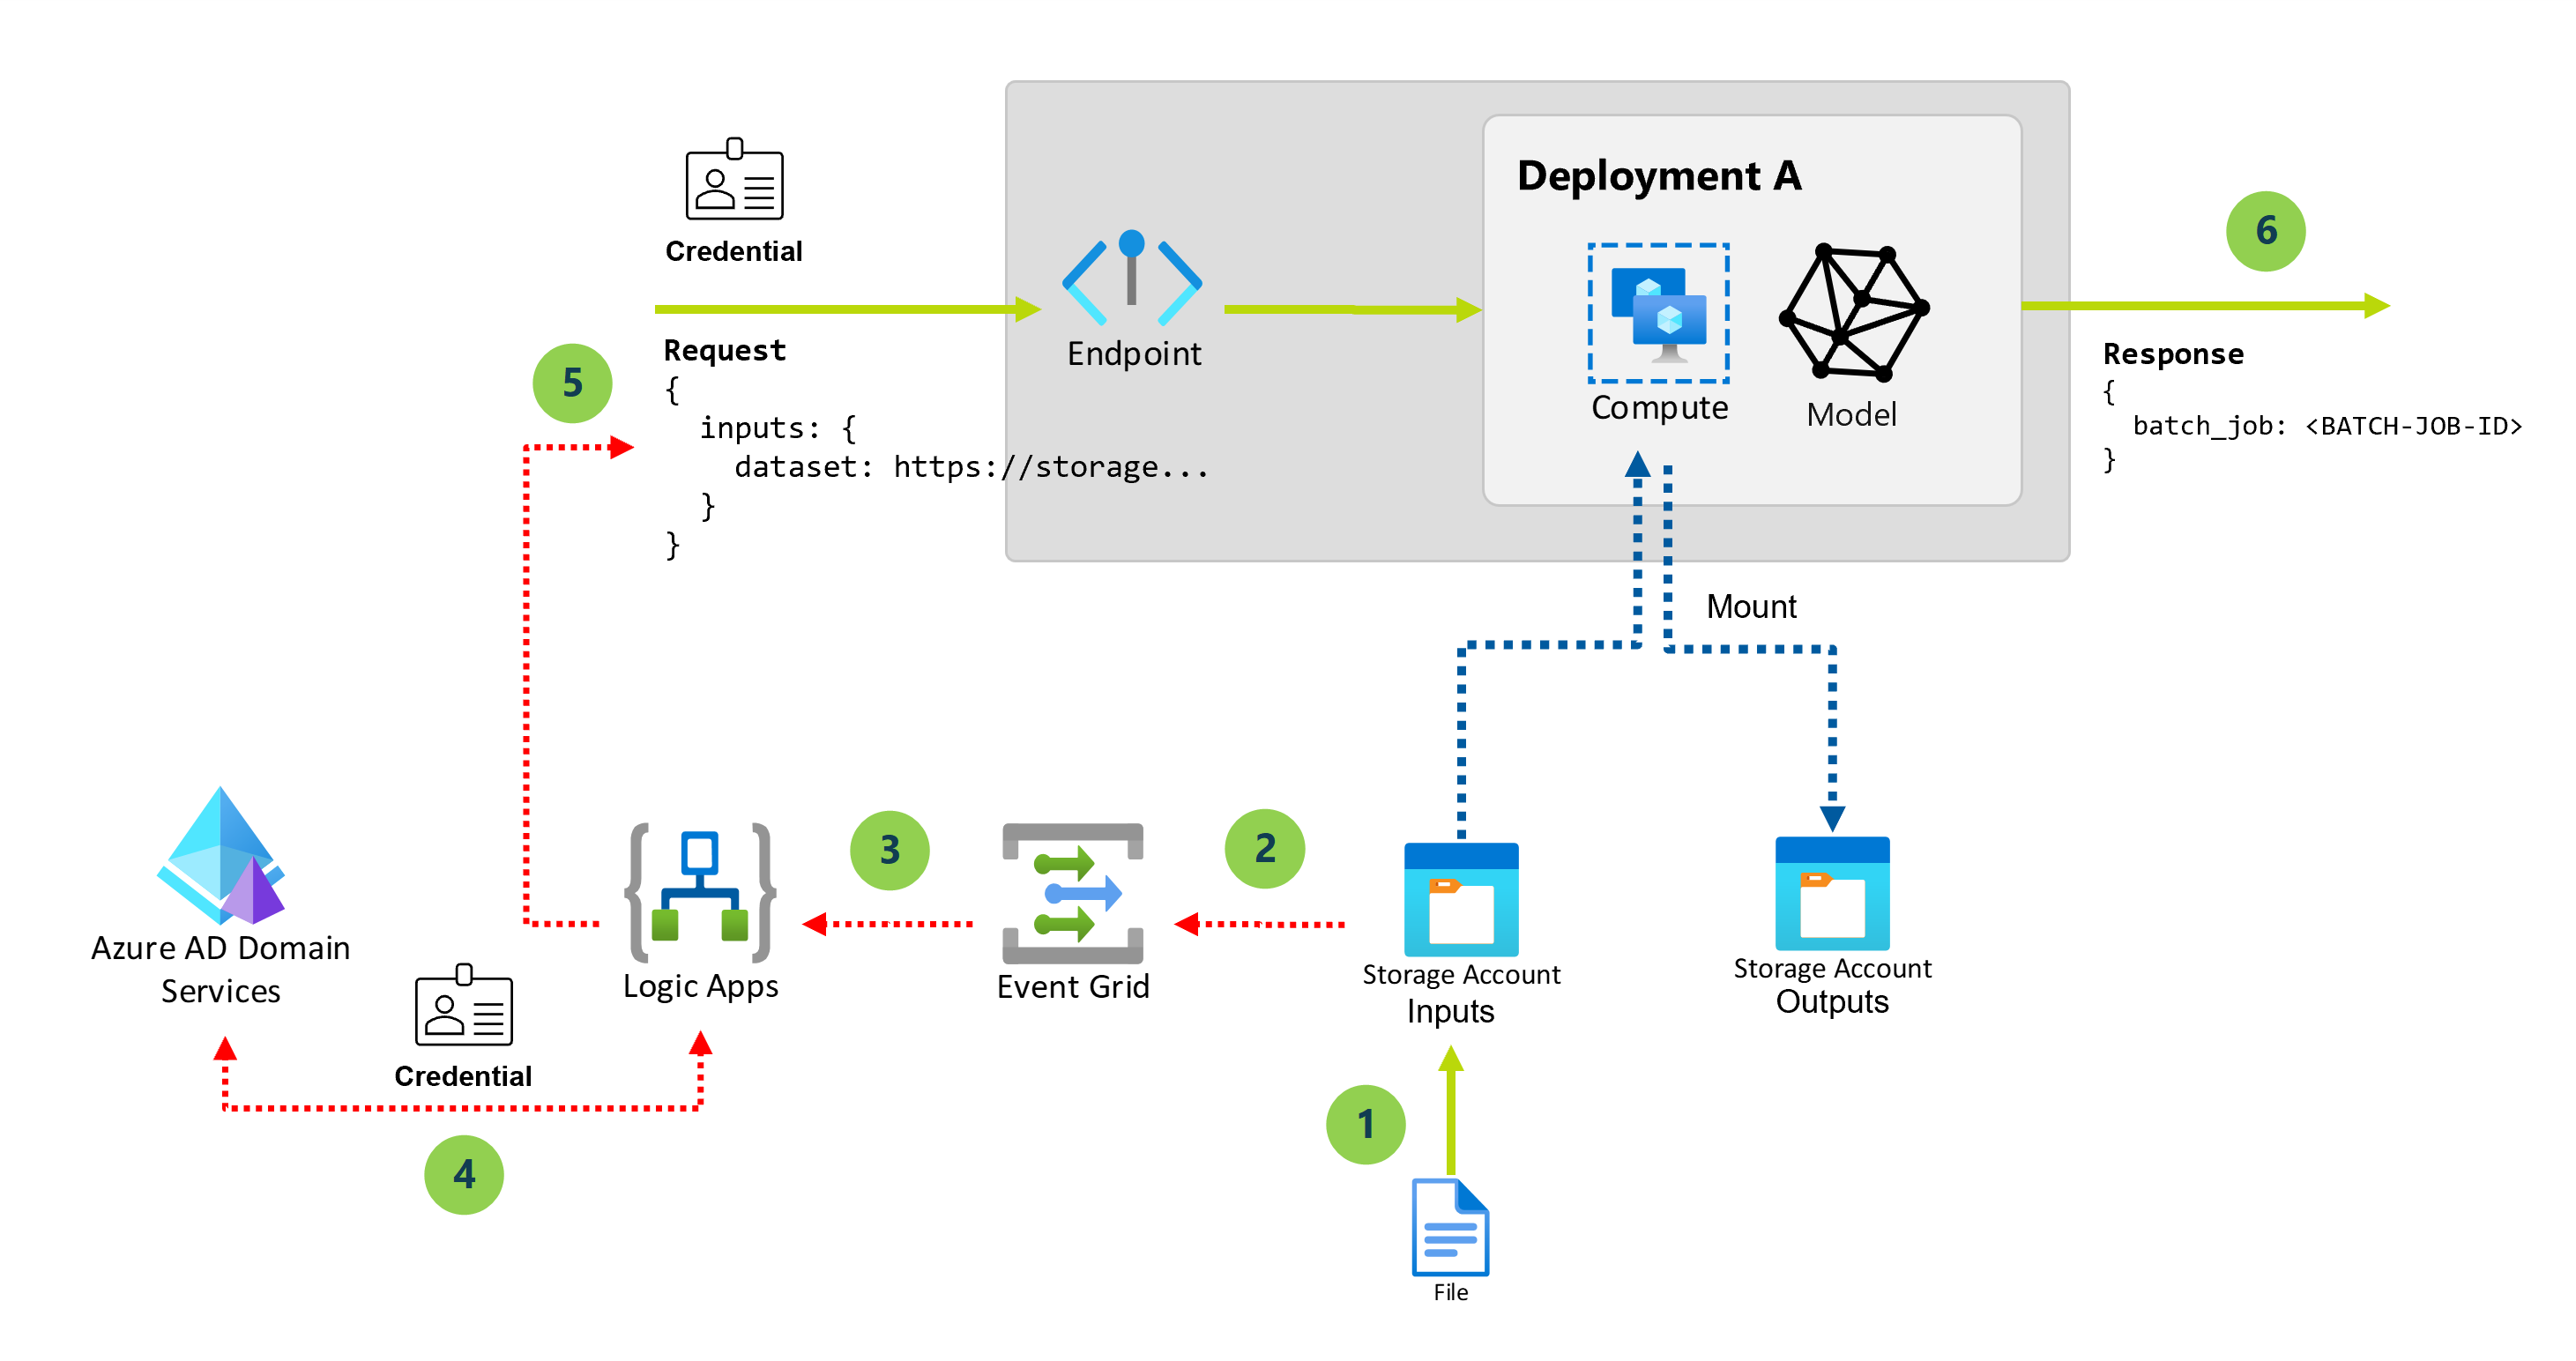 Credential
Request
{
inputs: {
dataset: https://storage...
}
}
5
Endpoint
Deployment A
Compute
Model
6
Response
{
batch_job: <BATCH-JOB-ID>
}
Mount
Azure AD Domain
Services
Credential
4
Logic Apps
3
Event Grid
2
Storage Account
Inputs
Storage Account
Outputs
1
File